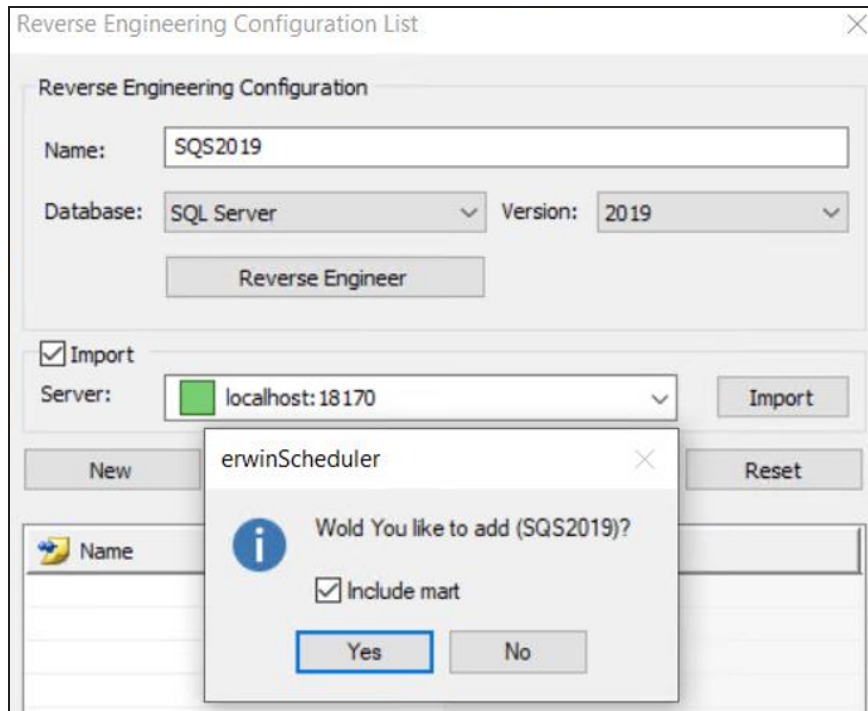 Reverse Engineering Configuration List
Reverse Engineering Configuration
Name: SQS2019
Database: SQL Server Version: 2019
Reverse Engineer
Import
Server: localhost:18170 Import
New Reset
erwinScheduler
Wold You like to add (SQS2019)?
Include mart
Yes No
Name